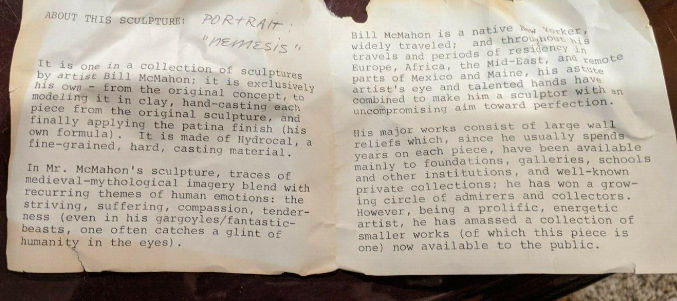 ABOUT THIS SCULPTURE: PORTRAIT.
"NEMESIS"
It is one in a collection of sculptures
by artist Bill McMahon; it is exclusively
his own - from the original concept, to
modeling it in clay, hand-casting each
piece from the original sculpture, and
finally applying the patina finish (his
own formula). It is made of Hydrocal, a
fine-grained, hard, casting material.
In Mr. McMahon's sculpture, traces of
medieval-mythological imagery blend with
recurring themes of human emotions: the
striving, suffering, compassion, tender-
ness (even in his gargoyles/fantastic-
beasts, one often catches a glint of
humanity in the eyes).
Bill McMahon is a native New Yorker,
widely traveled; and throughout his
travels and periods of residency in
Europe, Africa, the Mid-East, and remote
parts of Mexico and Maine, his astute
artist's eye and talented hands have
combined to make him a sculptor with an
uncompromising aim toward perfection.
His major works consist of large wall
reliefs which, since he usually spends
years on each piece, have been available
mainly to foundations, galleries, schools
and other institutions, and well-known
private collections; he has won a grow-
ing circle of admirers and collectors.
However, being a prolific, energetic
artist, he has amassed a collection of
smaller works (of which this piece is
one) now available to the public.